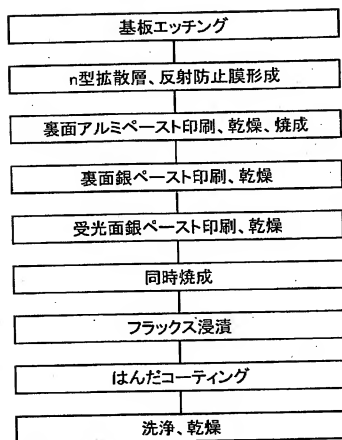 基板エッチング
n型拡散層、反射防止膜形成
裏面アルミペースト印刷、乾燥、焼成
裏面銀ペースト印刷、乾燥
受光面銀ペースト印刷、乾燥
同時焼成
フラックス浸漬
はんだコーティング
洗浄、乾燥